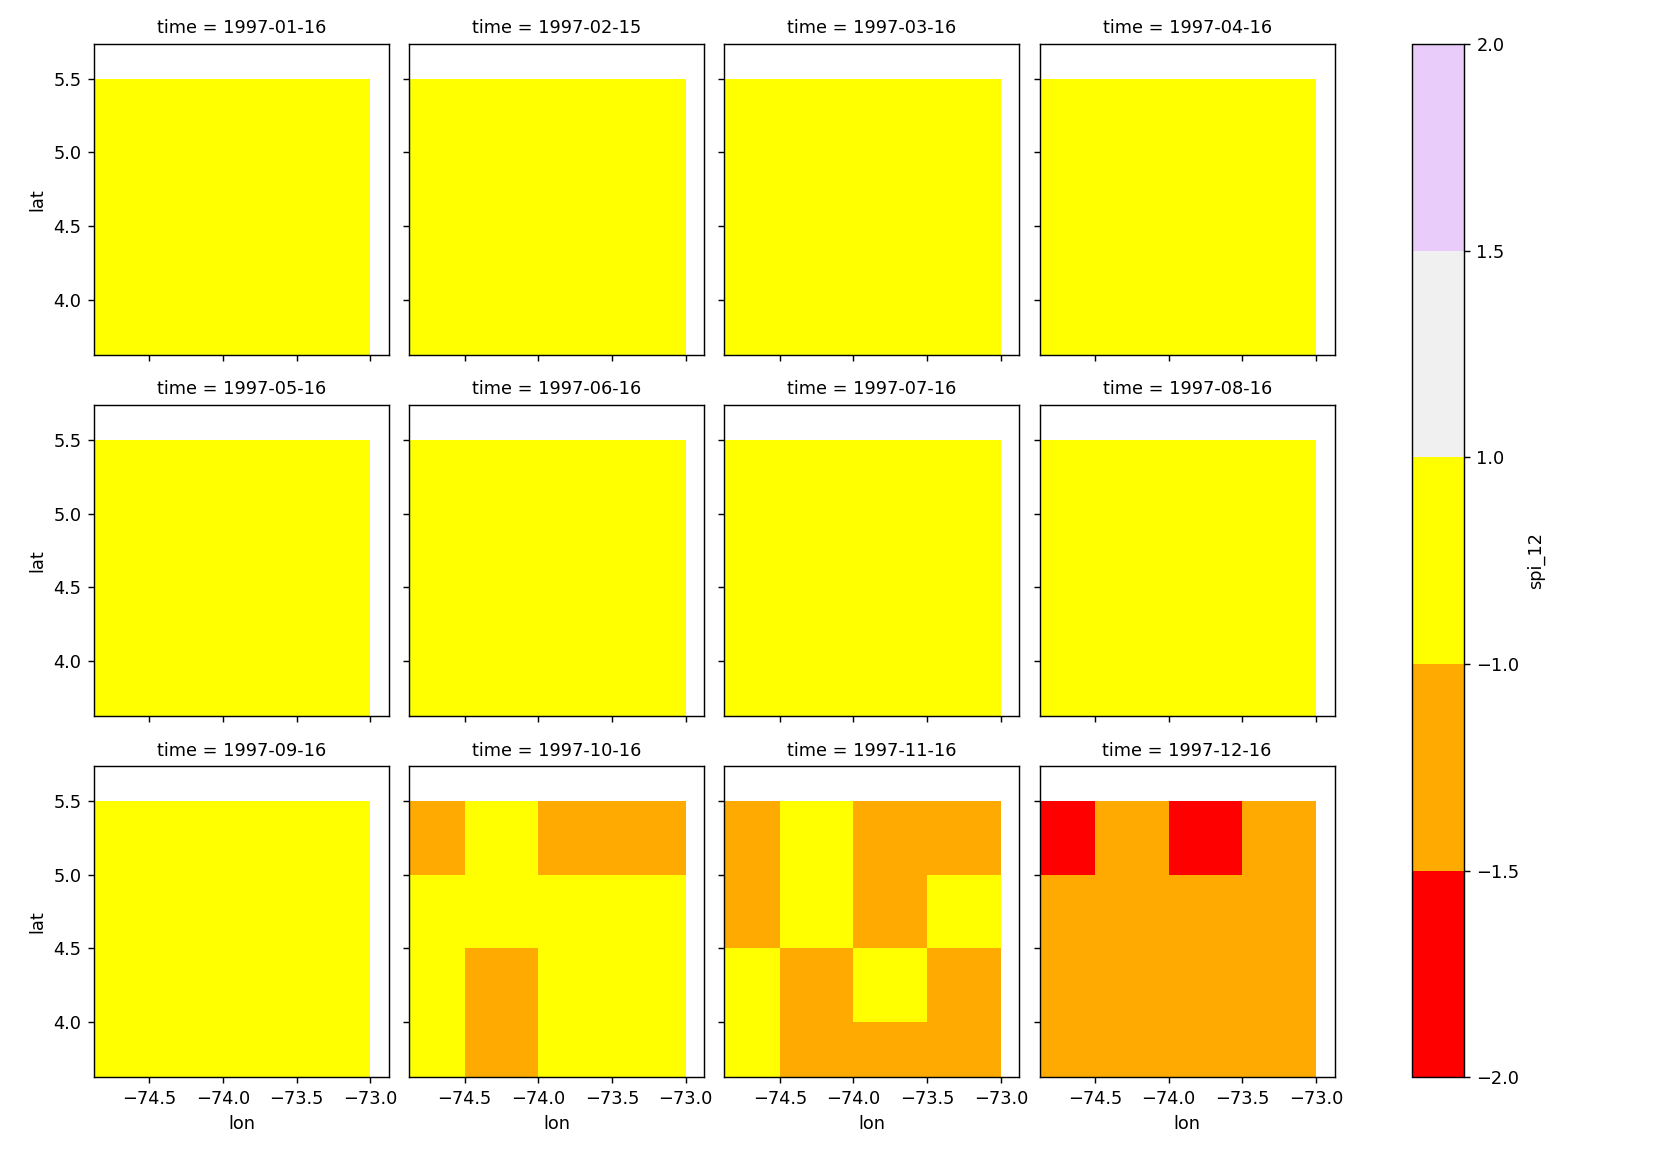 time = 1997-01-16
time = 1997-02-15
time = 1997-03-16
time = 1997-04-16
5.5
5.0
4.5
4.0
lat
time = 1997-05-16
time = 1997-06-16
time = 1997-07-16
time = 1997-08-16
5.5
5.0
4.5
4.0
lat
time = 1997-09-16
time = 1997-10-16
time = 1997-11-16
time = 1997-12-16
5.5
5.0
4.5
4.0
lat
−74.5 −74.0 −73.5 −73.0
lon
−74.5 −74.0 −73.5 −73.0
lon
−74.5 −74.0 −73.5 −73.0
lon
−74.5 −74.0 −73.5 −73.0
lon
2.0
1.5
1.0
−1.0
−1.5
−2.0
spi_12